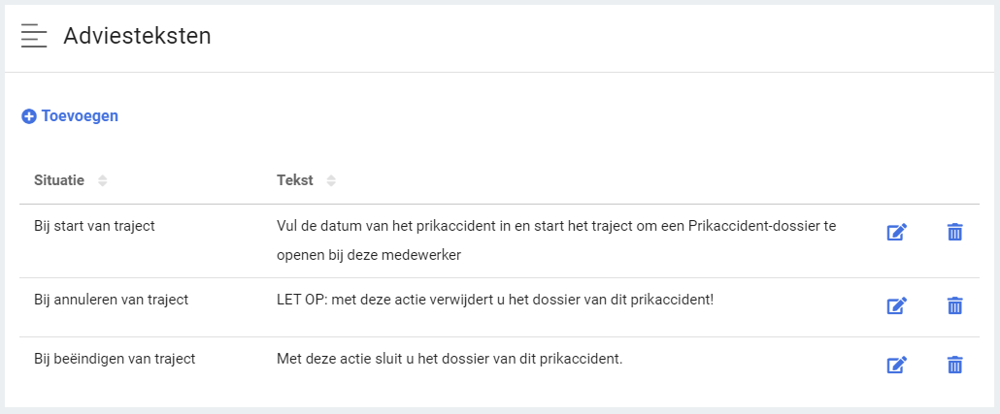 Adviesteksten
Toevoegen
Situatie Tekst
Bij start van traject Vul de datum van het prikaccident in en start het traject om een Prikaccident-dossier te
openen bij deze medewerker
Bij annuleren van traject LET OP: met deze actie verwijdert u het dossier van dit prikaccident!
Bij beëindigen van traject Met deze actie sluit u het dossier van dit prikaccident.